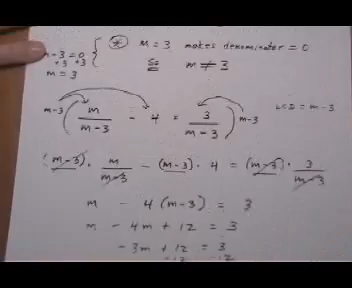 m-3=0 { * m = 3 makes denominator = 0
+3 +3
m = 3 So m ≠ 3
m-3 ( m/(m-3) - 4 = 3/(m-3) ) m-3 LCD = m-3
(m-3) · m/(m-3) - (m-3) · 4 = (m-3) · 3/(m-3)
m - 4(m-3) = 3
m - 4m + 12 = 3
-3m + 12 = 3
-12 -12